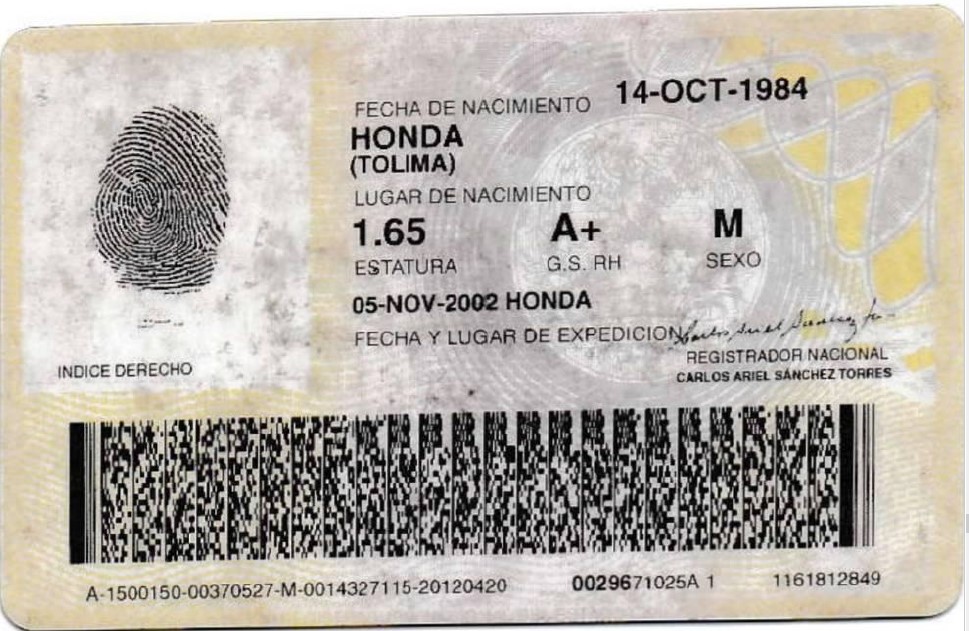 FECHA DE NACIMIENTO 14-OCT-1984
HONDA
(TOLIMA)
LUGAR DE NACIMIENTO
1.65 A+ M
ESTATURA G.S. RH SEXO
05-NOV-2002 HONDA
FECHA Y LUGAR DE EXPEDICION
REGISTRADOR NACIONAL
CARLOS ARIEL SÁNCHEZ TORRES
INDICE DERECHO
A-1500150-00370527-M-0014327115-20120420 0029671025A 1 1161812849